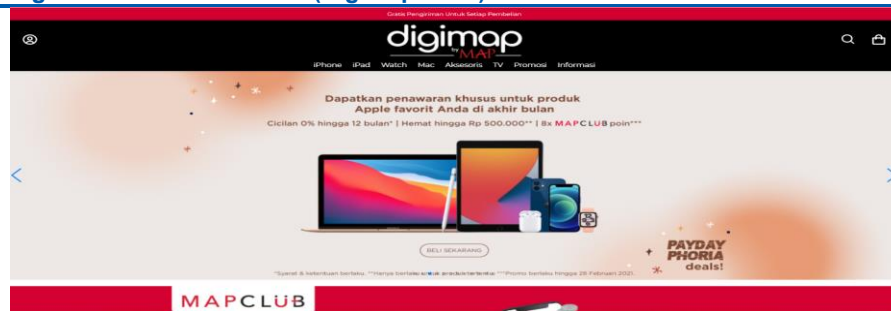 Gratis Pengiriman Untuk Setiap Pembelian
digimap
by MAP
iPhone iPad Watch Mac Aksesoris TV Promosi Informasi
Dapatkan penawaran khusus untuk produk
Apple favorit Anda di akhir bulan
Cicilan 0% hingga 12 bulan* | Hemat hingga Rp 500.000** | 8x MAPCLUB poin***
BELI SEKARANG
PAYDAY
PHORIA
deals!
*Syarat & ketentuan berlaku. **Hanya berlaku untuk produk tertentu. ***Promo berlaku hingga 28 Februari 2021.
MAPCLUB